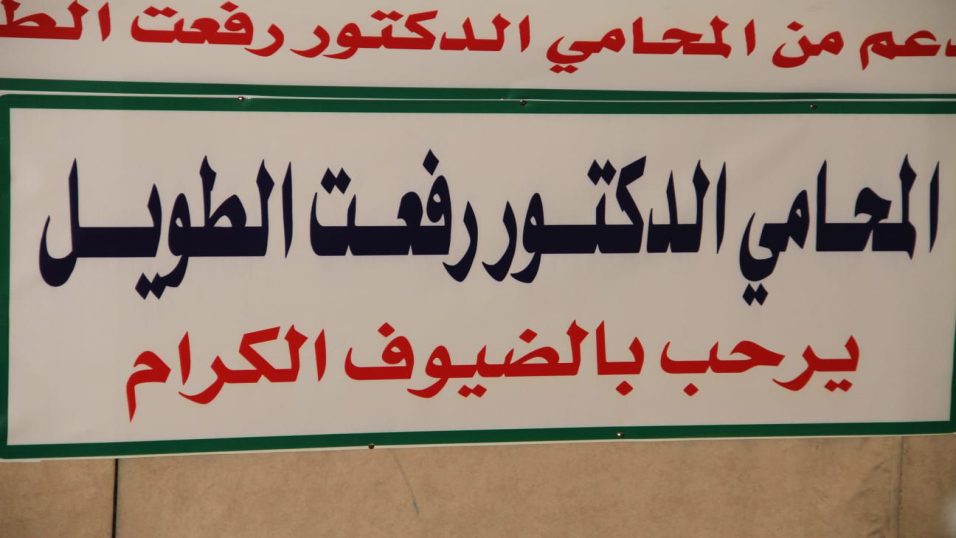 دعم من المحامي الدكتور رفعت
المحامي الدكتور رفعت الطويل
يرحب بالضيوف الكرام